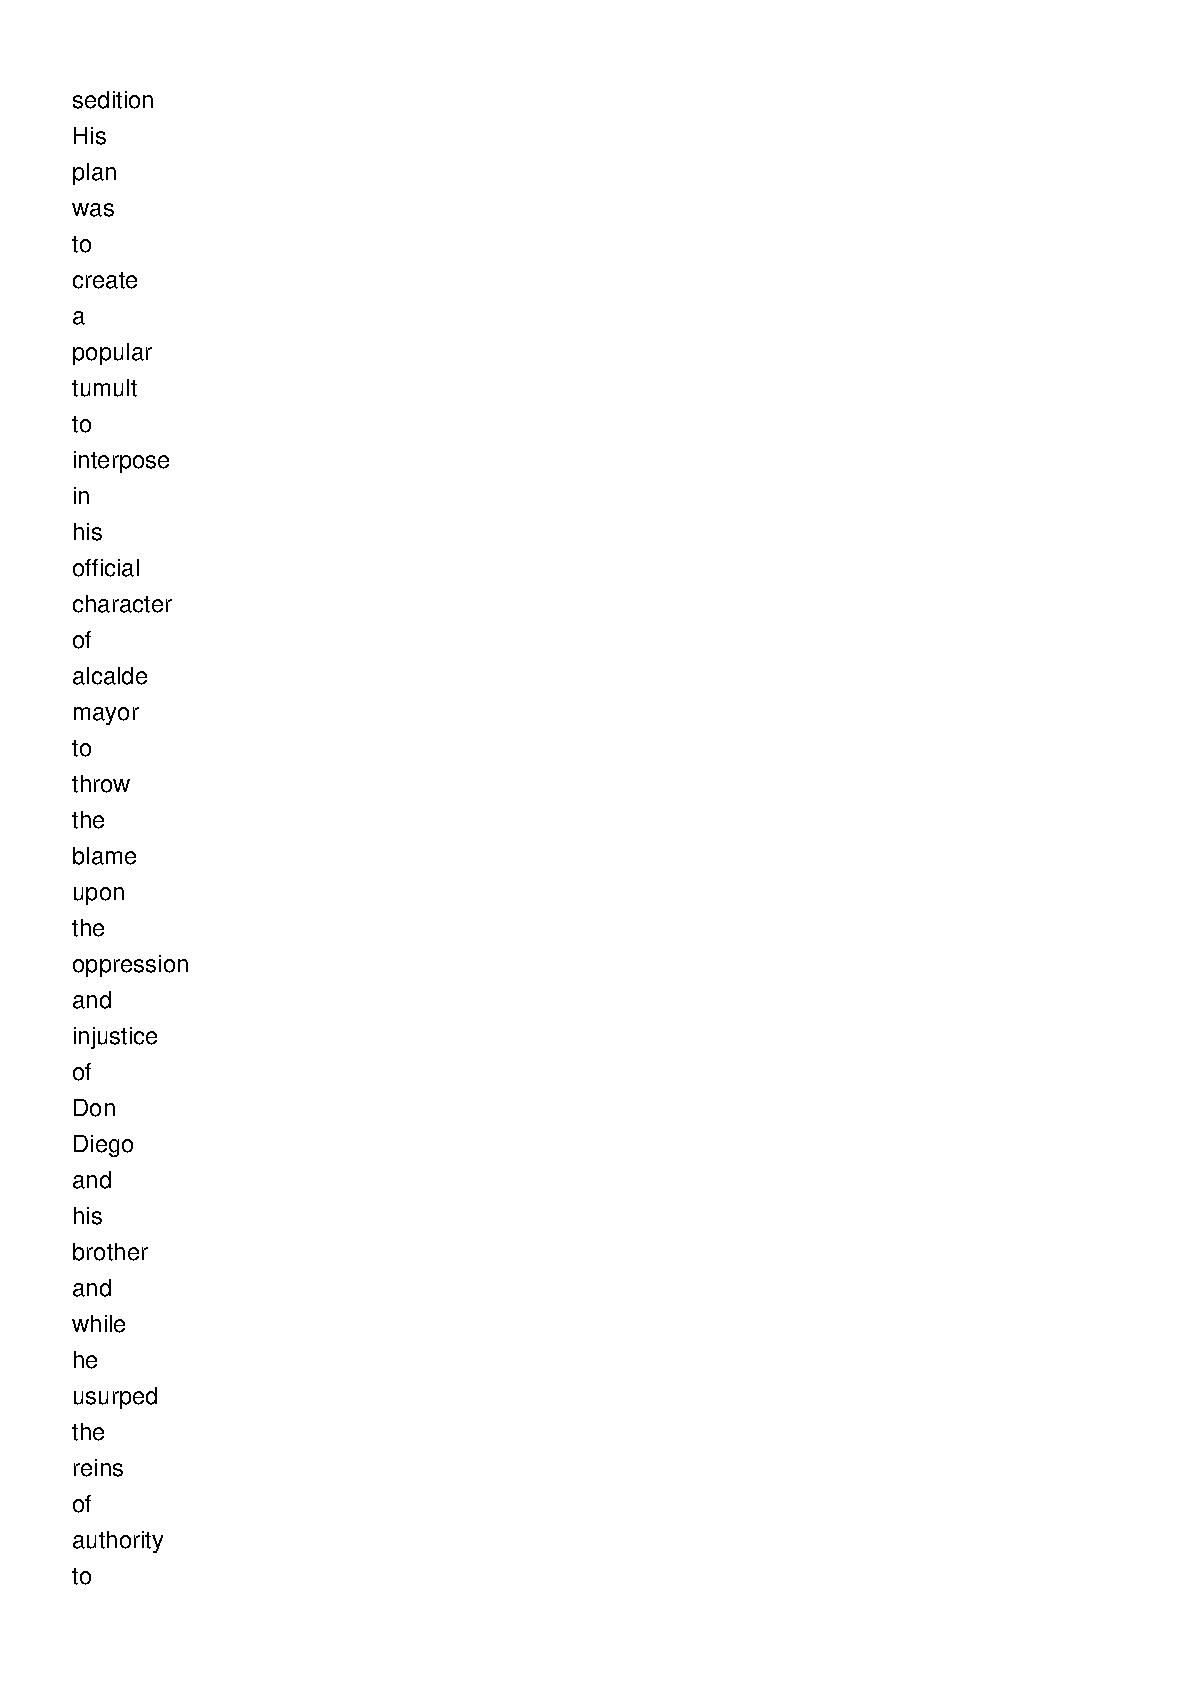 sedition
His
plan
was
to
create
a
popular
tumult
to
interpose
in
his
official
character
of
alcalde
mayor
to
throw
the
blame
upon
the
oppression
and
injustice
of
Don
Diego
and
his
brother
and
while
he
usurped
the
reins
of
authority
to